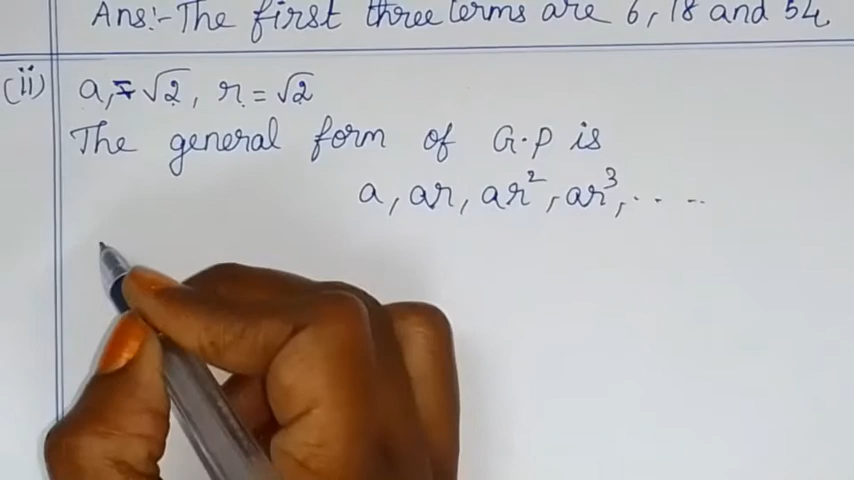 Ans:- The first three terms are 6, 18 and 54.
(ii) a = √2, r = √2
The general form of G.P is
a, ar, ar², ar³, .....